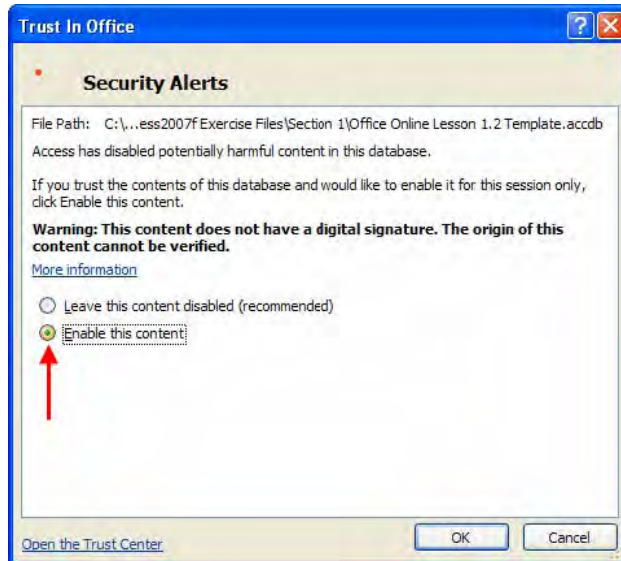 Trust In Office
?
X
Security Alerts
File Path: C:\...ess2007f Exercise Files\Section 1\Office Online Lesson 1.2 Template.accdb
Access has disabled potentially harmful content in this database.
If you trust the contents of this database and would like to enable it for this session only,
click Enable this content.
Warning: This content does not have a digital signature. The origin of this
content cannot be verified.
More information
Leave this content disabled (recommended)
Enable this content
Open the Trust Center
OK
Cancel